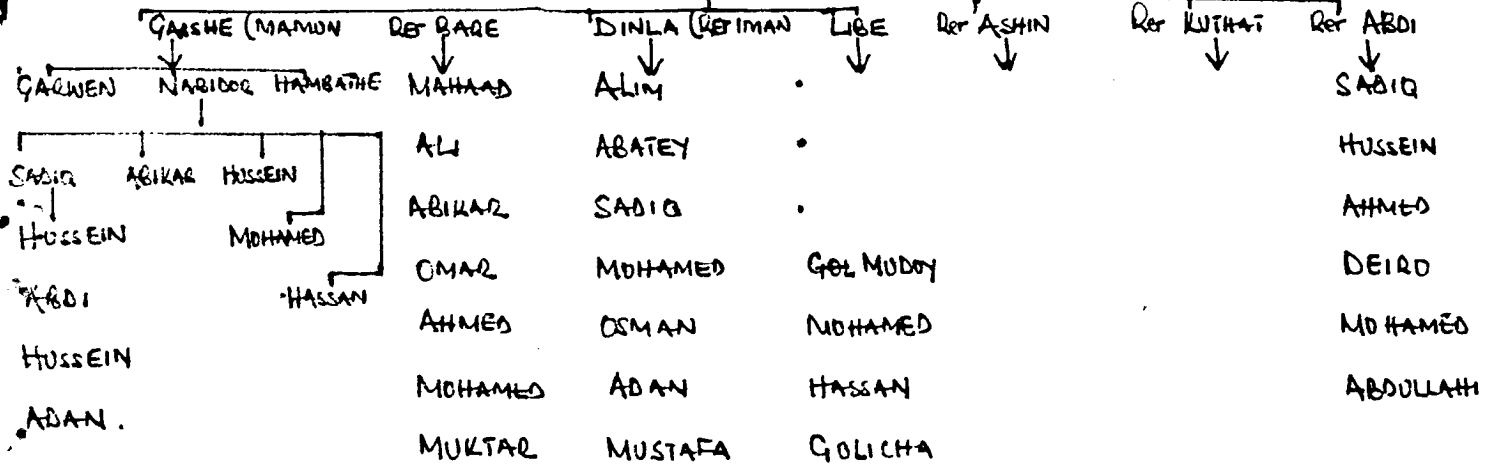 GARSHE (MAMUN Rer BARE DINLA (RERIMAN LIBE Rer ASHIN Rer KUTHAI Rer ABDI
GARWEN NABIDOR HAMBATHE MAHAAD ALIM • SADIQ
ALI ABATEY • HUSSEIN
SADIQ ABIKAR HUSSEIN
ABIKAR SADIQ • AHMED
HUSSEIN MOHAMED
OMAR MOHAMED GOL MUDOY DEIRO
ABDI HASSAN
AHMED OSMAN MOHAMED MOHAMED
HUSSEIN
MOHAMED ADAN HASSAN ABDULLAHI
ADAN.
MUKTAR MUSTAFA GOLICHA